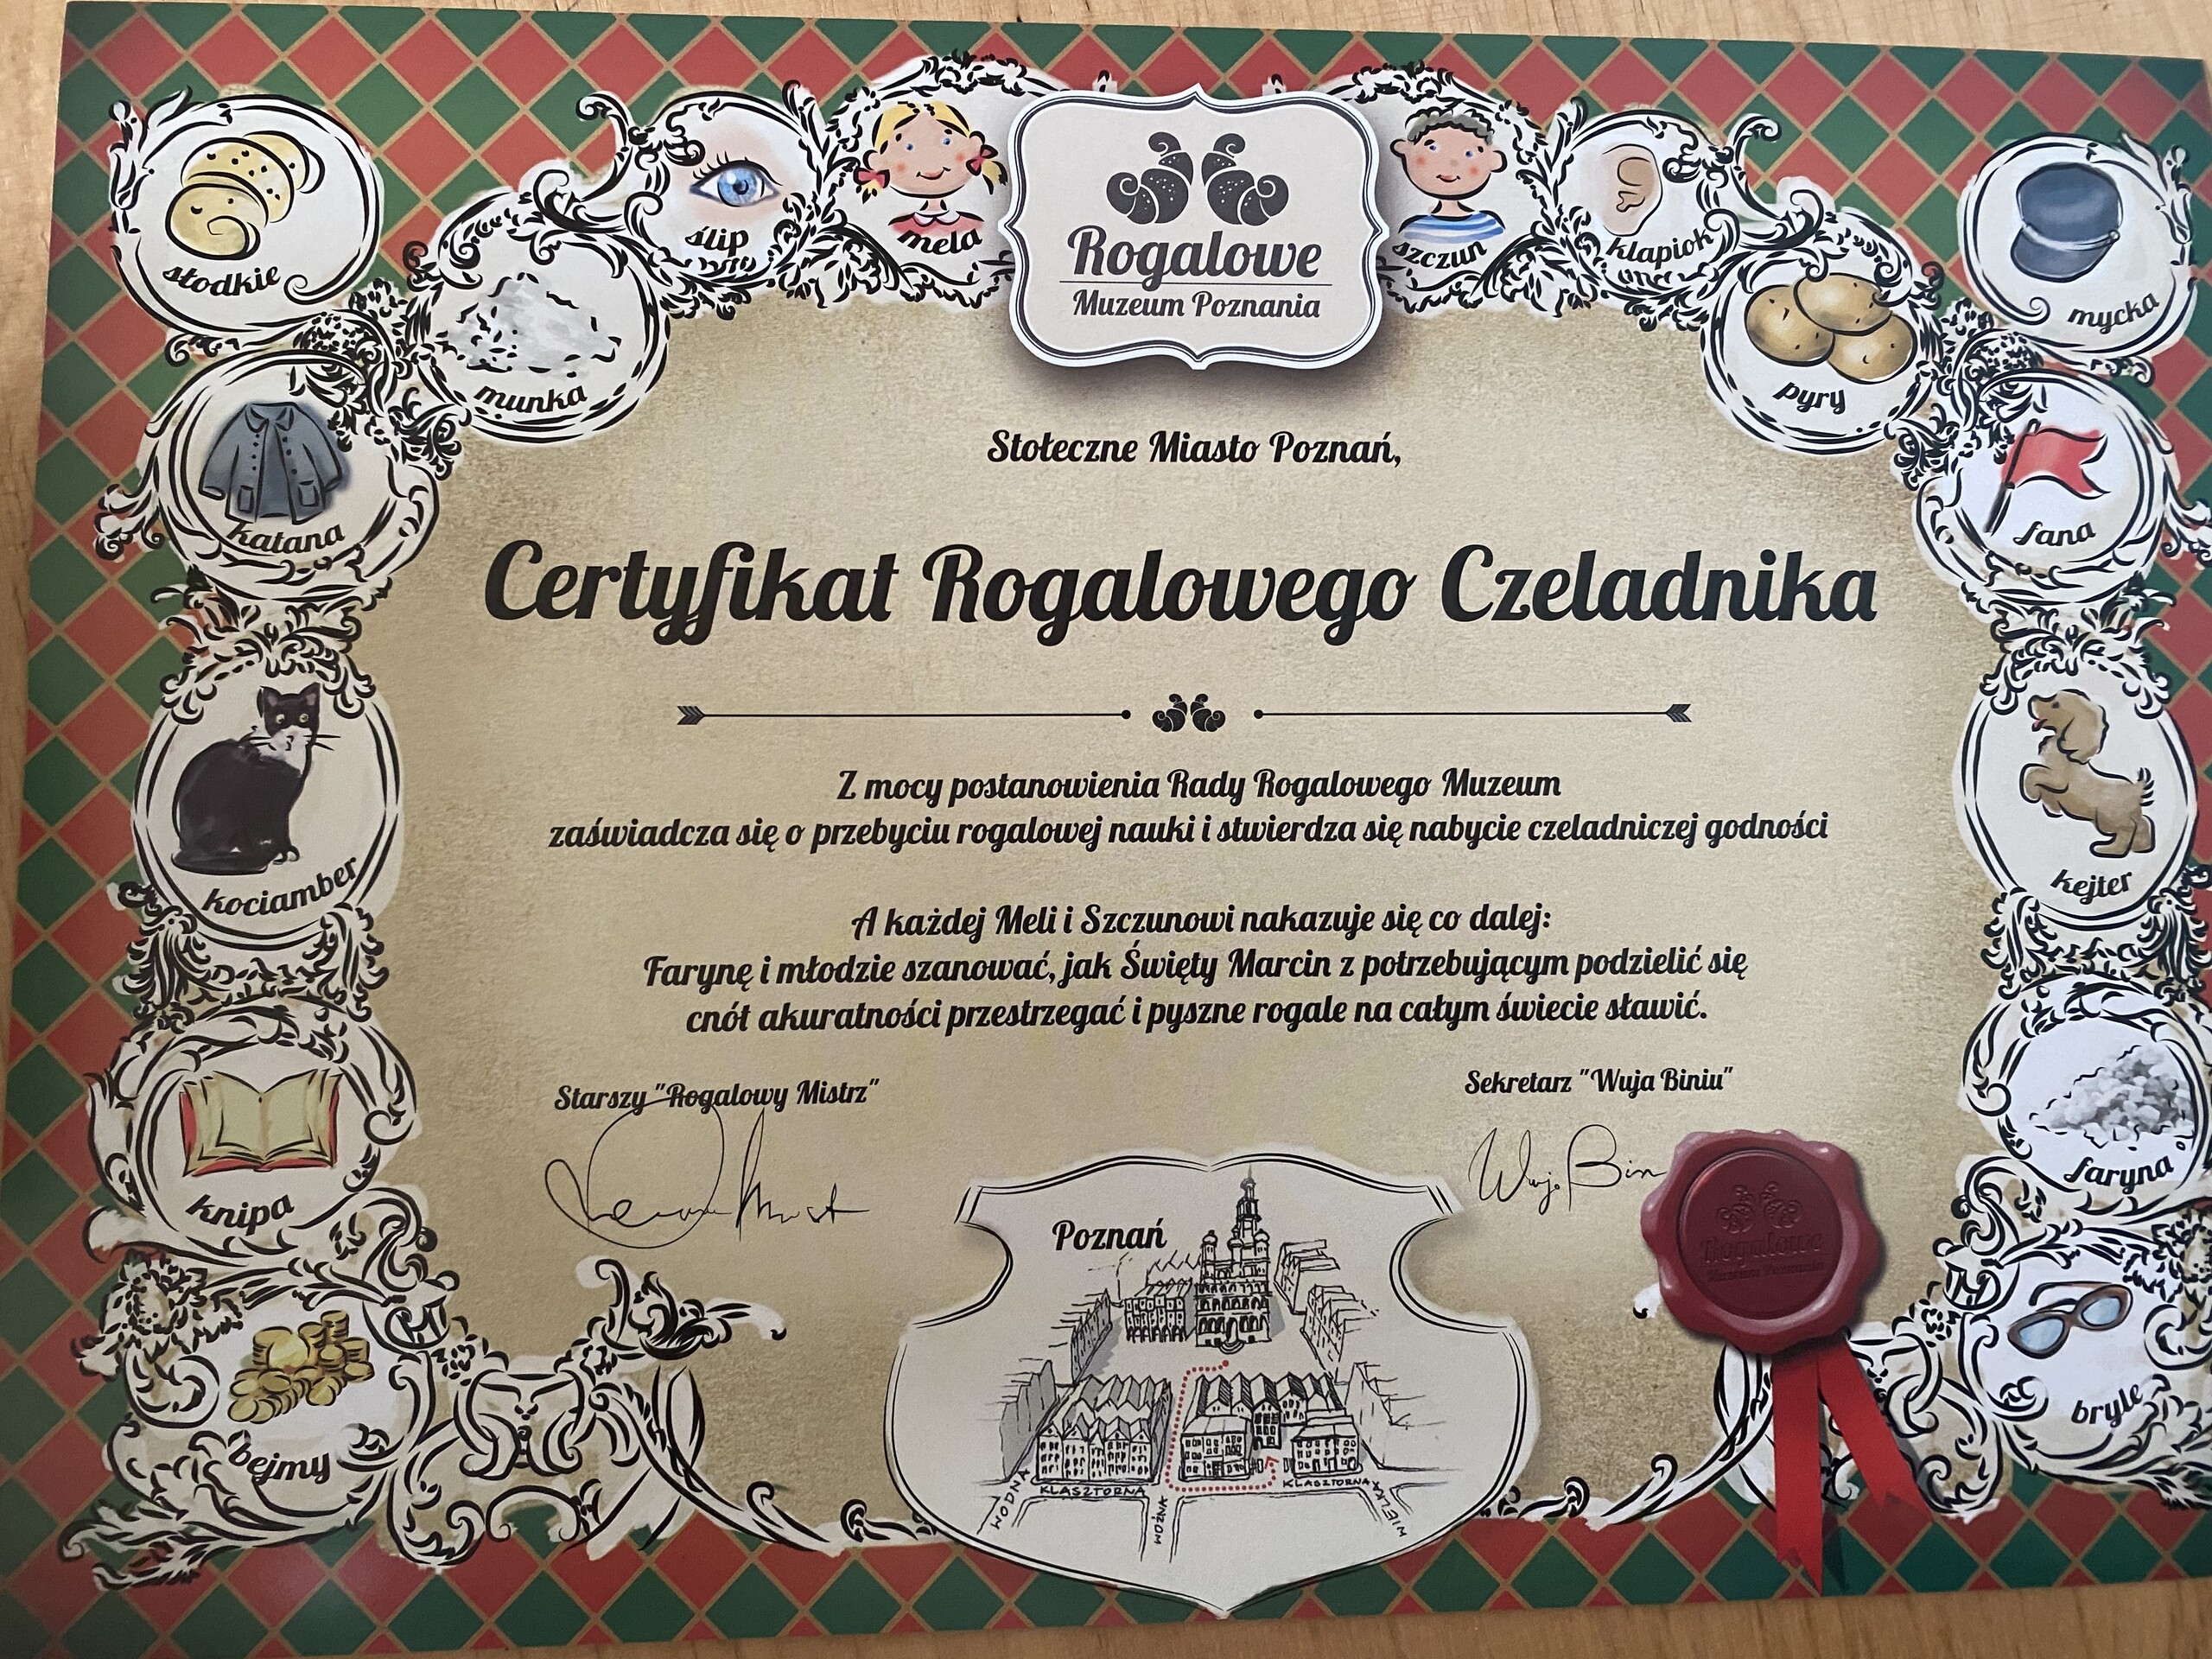 słodkie
munka
ślip
mela
Rogalowe
Muzeum Poznania
szczun
klapiok
pyry
mycka
katana
fana
Stołeczne Miasto Poznań,
Certyfikat Rogalowego Czeladnika
kociamber
kejter
Z mocy postanowienia Rady Rogalowego Muzeum
zaświadcza się o przebyciu rogalowej nauki i stwierdza się nabycie czeladniczej godności
A każdej Meli i Szczunowi nakazuje się co dalej:
Farynę i młodzie szanować, jak Święty Marcin z potrzebującym podzielić się
cnót akuratności przestrzegać i pyszne rogale na całym świecie sławić.
knipa
faryna
Starszy "Rogalowy Mistrz"
Sekretarz "Wuja Biniu"
Wuja Bin
Rogalowe
Muzeum Poznania
bejmy
bryle
Poznań
WODNA
KLASZTORNA
WOŹNA
KLASZTORNA
WIELKA